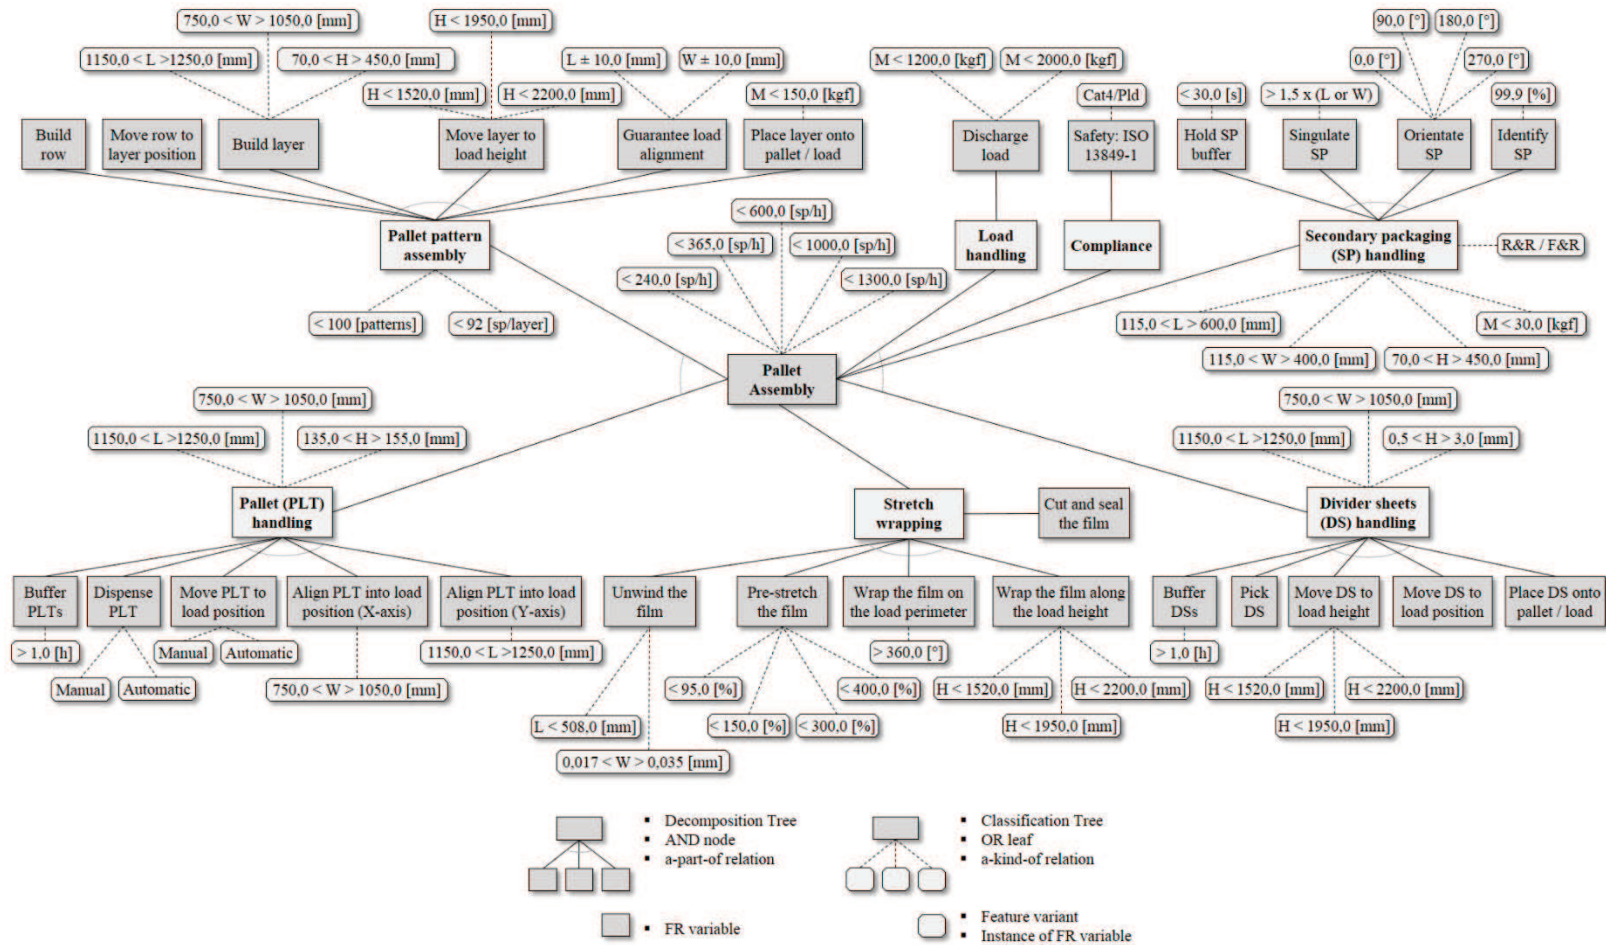 750,0 < W > 1050,0 [mm]
H < 1950,0 [mm]
90,0 [°]
180,0 [°]
1150,0 < L >1250,0 [mm]
70,0 < H > 450,0 [mm]
L ± 10,0 [mm]
W ± 10,0 [mm]
M < 1200,0 [kgf]
M < 2000,0 [kgf]
0,0 [°]
270,0 [°]
H < 1520,0 [mm]
H < 2200,0 [mm]
M < 150,0 [kgf]
Cat4/Pld
< 30,0 [s]
> 1,5 x (L or W)
99,9 [%]
Build
row
Move row to
layer position
Build layer
Move layer to
load height
Guarantee load
alignment
Place layer onto
pallet / load
Discharge
load
Safety: ISO
13849-1
Hold SP
buffer
Singulate
SP
Orientate
SP
Identify
SP
Pallet pattern
assembly
< 600,0 [sp/h]
< 365,0 [sp/h]
< 1000,0 [sp/h]
< 240,0 [sp/h]
< 1300,0 [sp/h]
Load
handling
Compliance
Secondary packaging
(SP) handling
R&R / F&R
< 100 [patterns]
< 92 [sp/layer]
115,0 < L > 600,0 [mm]
M < 30,0 [kgf]
115,0 < W > 400,0 [mm]
70,0 < H > 450,0 [mm]
Pallet
Assembly
750,0 < W > 1050,0 [mm]
1150,0 < L >1250,0 [mm]
135,0 < H > 155,0 [mm]
750,0 < W > 1050,0 [mm]
1150,0 < L >1250,0 [mm]
0,5 < H > 3,0 [mm]
Pallet (PLT)
handling
Stretch
wrapping
Cut and seal
the film
Divider sheets
(DS) handling
Buffer
PLTs
Dispense
PLT
Move PLT to
load position
Align PLT into load
position (X-axis)
Align PLT into load
position (Y-axis)
Unwind the
film
Pre-stretch
the film
Wrap the film on
the load perimeter
Wrap the film along
the load height
Buffer
DSs
Pick
DS
Move DS to
load height
Move DS to
load position
Place DS onto
pallet / load
> 1,0 [h]
Manual
Automatic
1150,0 < L >1250,0 [mm]
> 360,0 [°]
> 1,0 [h]
Manual
Automatic
750,0 < W > 1050,0 [mm]
< 95,0 [%]
< 400,0 [%]
H < 1520,0 [mm]
H < 2200,0 [mm]
H < 1520,0 [mm]
H < 2200,0 [mm]
L < 508,0 [mm]
< 150,0 [%]
< 300,0 [%]
H < 1950,0 [mm]
H < 1950,0 [mm]
0,017 < W > 0,035 [mm]
▪ Decomposition Tree
▪ AND node
▪ a-part-of relation
▪ Classification Tree
▪ OR leaf
▪ a-kind-of relation
▪ FR variable
▪ Feature variant
▪ Instance of FR variable